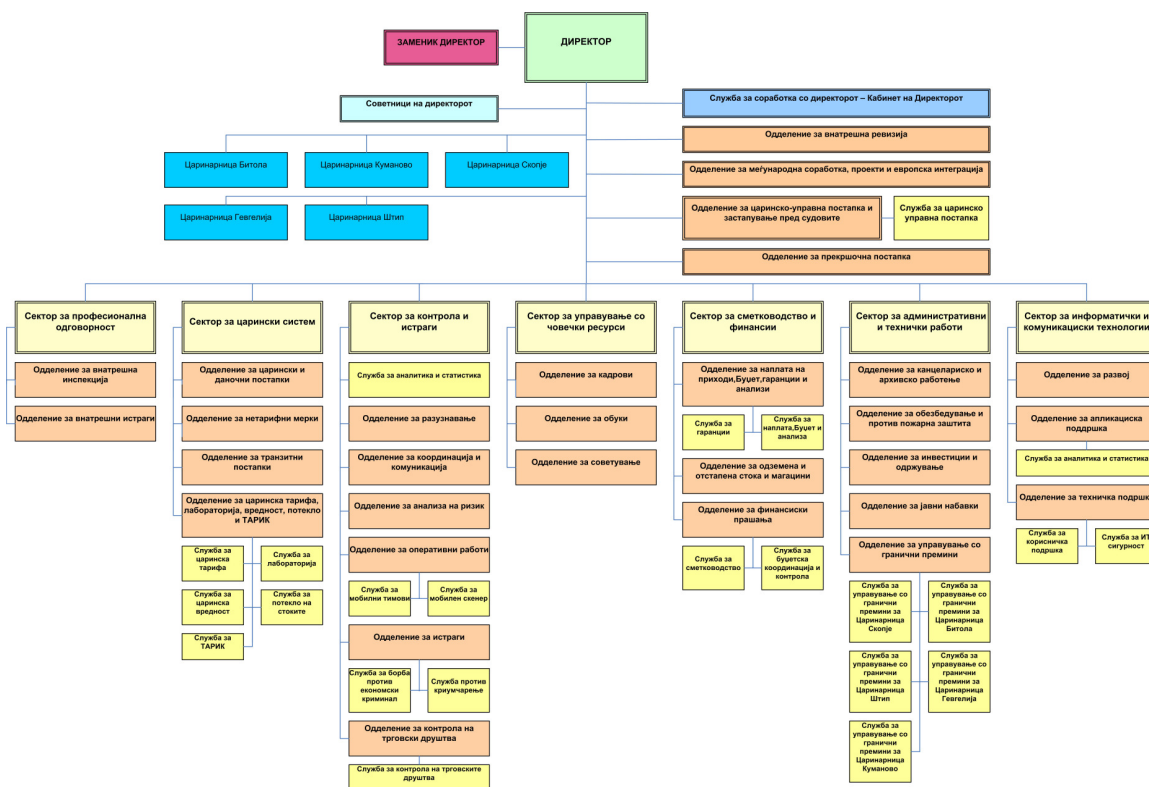 ЗАМЕНИК ДИРЕКТОР
ДИРЕКТОР
Советници на директорот
Служба за соработка со директорот – Кабинет на Директорот
Одделение за внатрешна ревизија
Царинарница Битола
Царинарница Куманово
Царинарница Скопје
Одделение за меѓународна соработка, проекти и европска интеграција
Царинарница Гевгелија
Царинарница Штип
Одделение за царинско-управна постапка и
застапување пред судовите
Служба за царинско
управна постапка
Одделение за прекршочна постапка
Сектор за професионална
одговорност
Одделение за внатрешна
инспекција
Одделение за внатрешни истраги
Сектор за царински систем
Одделение за царински и
даночни постапки
Одделение за нетарифни мерки
Одделение за транзитни
постапки
Одделение за царинска тарифа,
лабораторија, вредност, потекло
и ТАРИК
Служба за
царинска
тарифа
Служба за
лабораторија
Служба за
царинска
вредност
Служба за
потекло на
стоките
Служба за
ТАРИК
Сектор за контрола и
истраги
Служба за аналитика и статистика
Одделение за разузнавање
Одделение за координација и
комуникација
Одделение за анализа на ризик
Одделение за оперативни работи
Служба за
мобилни тимови
Служба за
мобилен скенер
Одделение за истраги
Служба за борба
против
економски
криминал
Служба против
криумчарење
Одделение за контрола на
трговски друштва
Служба за контрола на трговските
друштва
Сектор за управување со
човечки ресурси
Одделение за кадрови
Одделение за обуки
Одделение за советување
Сектор за сметководство и
финансии
Одделение за наплата на
приходи,Буџет,гаранции и
анализи
Служба за
гаранции
Служба за
наплата,Буџет и
анализа
Одделение за одземена и
отстапена стока и магацини
Одделение за финансиски
прашања
Служба за
сметководство
Служба за
буџетска
координација и
контрола
Сектор за административни
и технички работи
Одделение за канцелариско и
архивско работење
Одделение за обезбедување и
против пожарна заштита
Одделение за инвестиции и
одржување
Одделение за јавни набавки
Одделение за управување со
гранични премини
Служба за
управување со
гранични
премини за
Царинарница
Скопје
Служба за
управување со
гранични
премини за
Царинарница
Битола
Служба за
управување со
гранични
премини за
Царинарница
Штип
Служба за
управување со
гранични
премини за
Царинарница
Гевгелија
Служба за
управување со
гранични
премини за
Царинарница
Куманово
Сектор за информатички и
комуникациски технологии
Одделение за развој
Одделение за апликациска
поддршка
Служба за аналитика и статистика
Одделение за техничка подршка
Служба за
корисничка
подршка
Служба за ИТ
сигурност